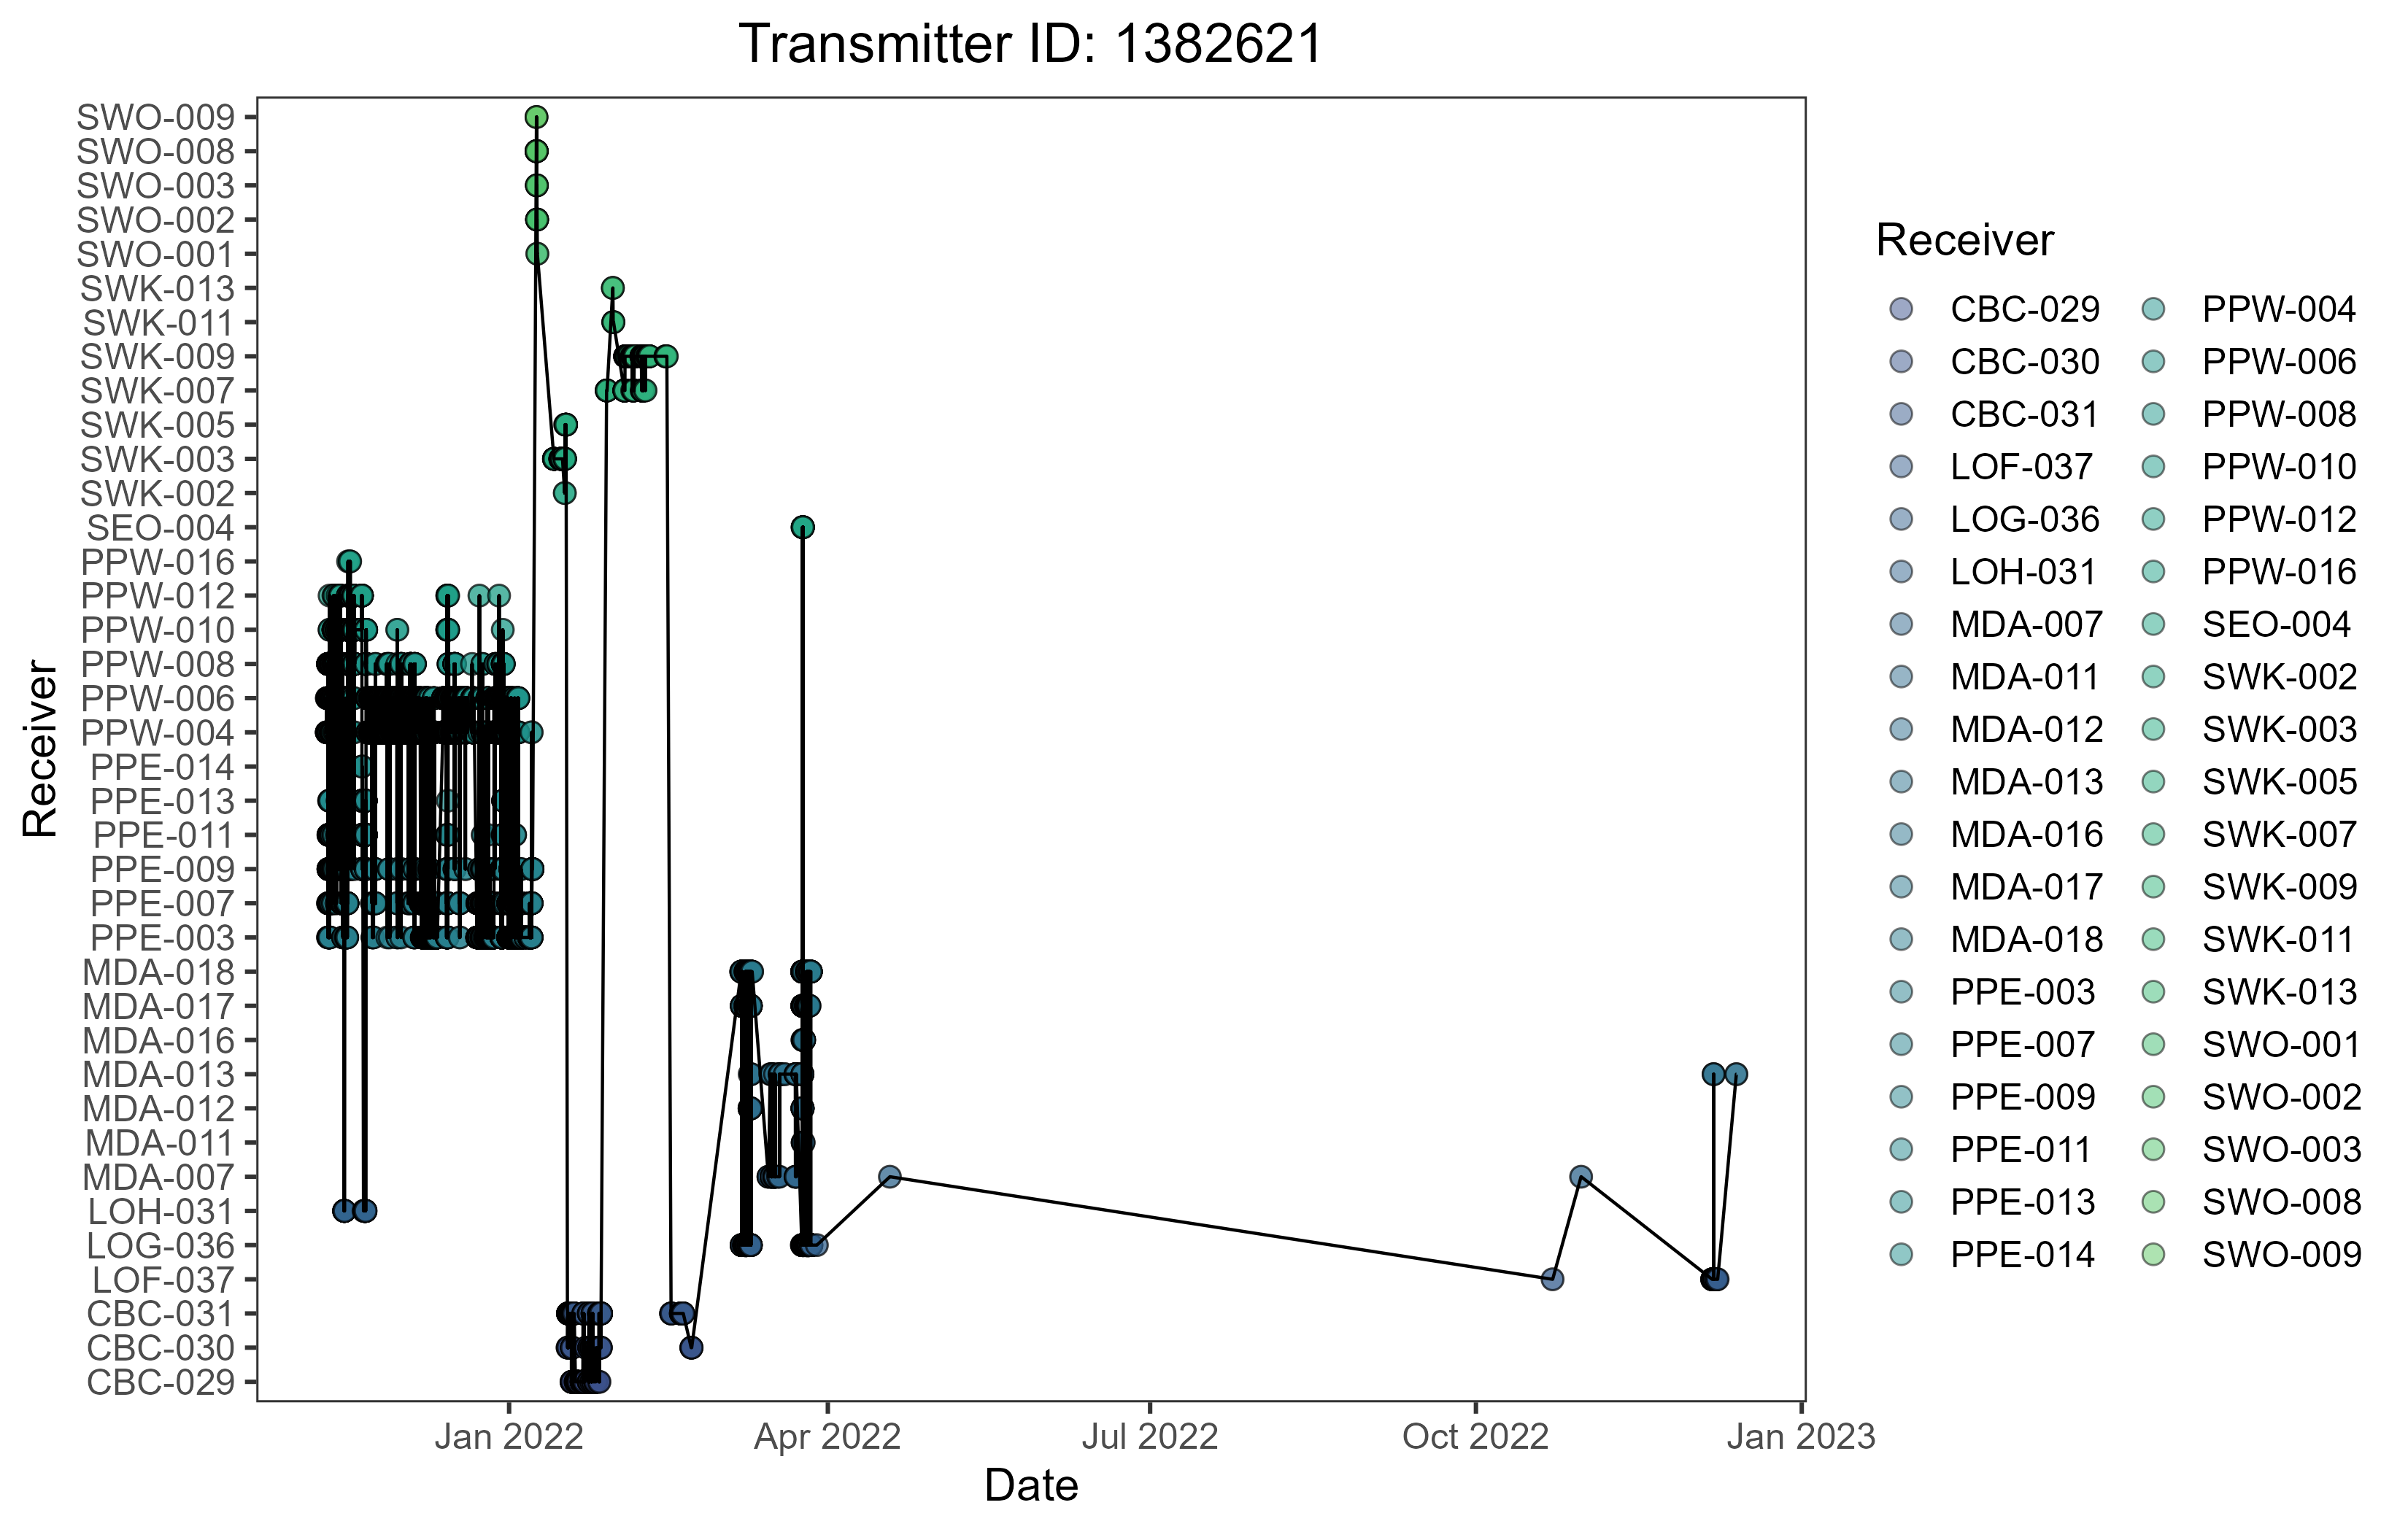 Transmitter ID: 1382621
Receiver
SWO-009
SWO-008
SWO-003
SWO-002
SWO-001
SWK-013
SWK-011
SWK-009
SWK-007
SWK-005
SWK-003
SWK-002
SEO-004
PPW-016
PPW-012
PPW-010
PPW-008
PPW-006
PPW-004
PPE-014
PPE-013
PPE-011
PPE-009
PPE-007
PPE-003
MDA-018
MDA-017
MDA-016
MDA-013
MDA-012
MDA-011
MDA-007
LOH-031
LOG-036
LOF-037
CBC-031
CBC-030
CBC-029
Jan 2022 Apr 2022 Jul 2022 Oct 2022 Jan 2023
Date
Receiver
CBC-029 PPW-004
CBC-030 PPW-006
CBC-031 PPW-008
LOF-037 PPW-010
LOG-036 PPW-012
LOH-031 PPW-016
MDA-007 SEO-004
MDA-011 SWK-002
MDA-012 SWK-003
MDA-013 SWK-005
MDA-016 SWK-007
MDA-017 SWK-009
MDA-018 SWK-011
PPE-003 SWK-013
PPE-007 SWO-001
PPE-009 SWO-002
PPE-011 SWO-003
PPE-013 SWO-008
PPE-014 SWO-009